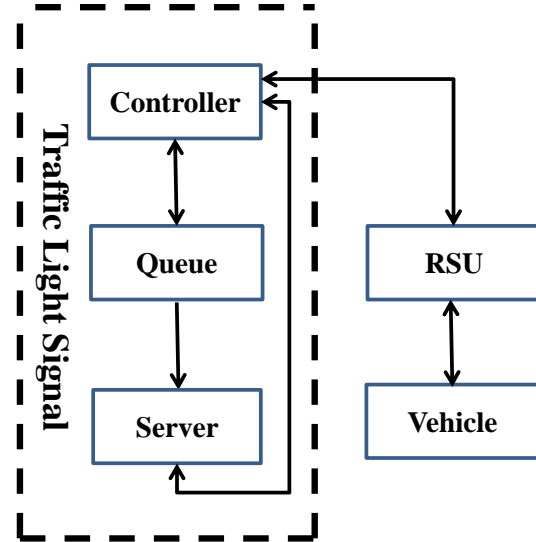 Traffic Light Signal
Controller
Queue
RSU
Server
Vehicle